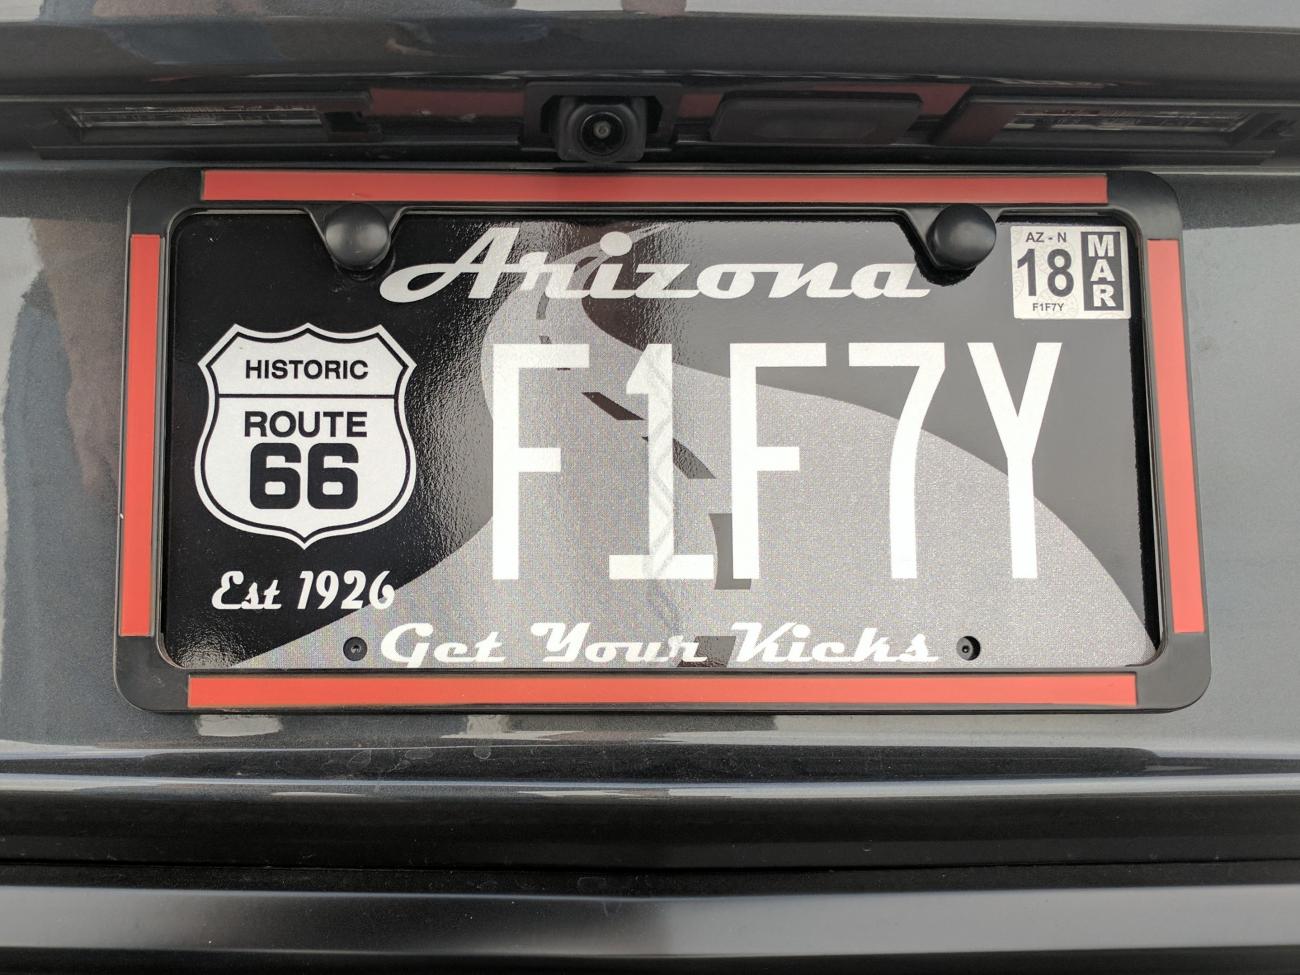 Arizona
AZ - N
18
MAR
F1F7Y
HISTORIC
ROUTE
66
F1F7Y
Est 1926
Get Your Kicks